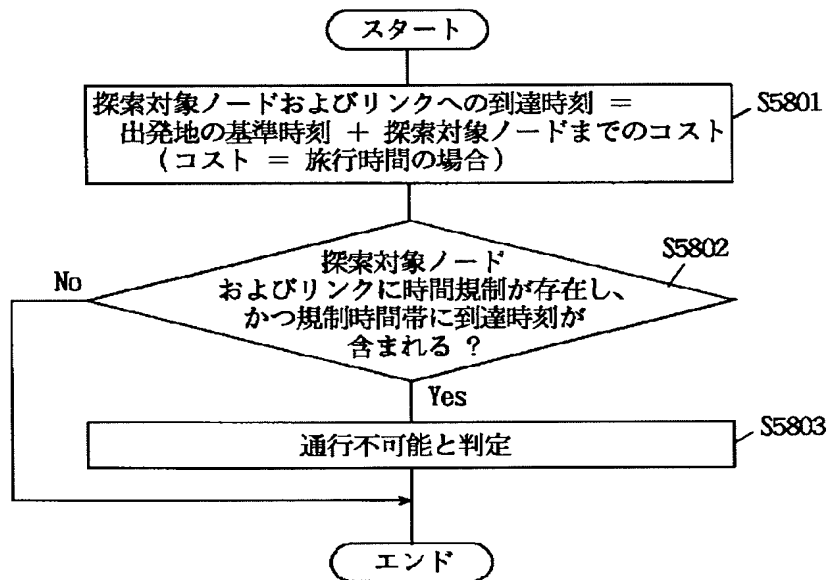 スタート
探索対象ノードおよびリンクへの到達時刻 =
出発地の基準時刻 + 探索対象ノードまでのコスト
(コスト = 旅行時間の場合)
S5801
探索対象ノード
およびリンクに時間規制が存在し、
かつ規制時間帯に到達時刻が
含まれる ?
S5802
No
Yes
通行不可能と判定
S5803
エンド